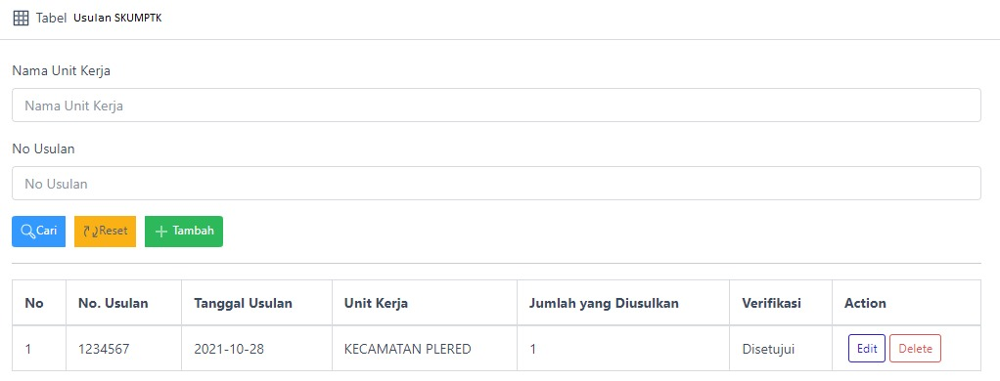 Tabel Usulan SKUMPTK
Nama Unit Kerja
Nama Unit Kerja
No Usulan
No Usulan
Cari Reset Tambah
No No. Usulan Tanggal Usulan Unit Kerja Jumlah yang Diusulkan Verifikasi Action
1 1234567 2021-10-28 KECAMATAN PLERED 1 Disetujui Edit Delete